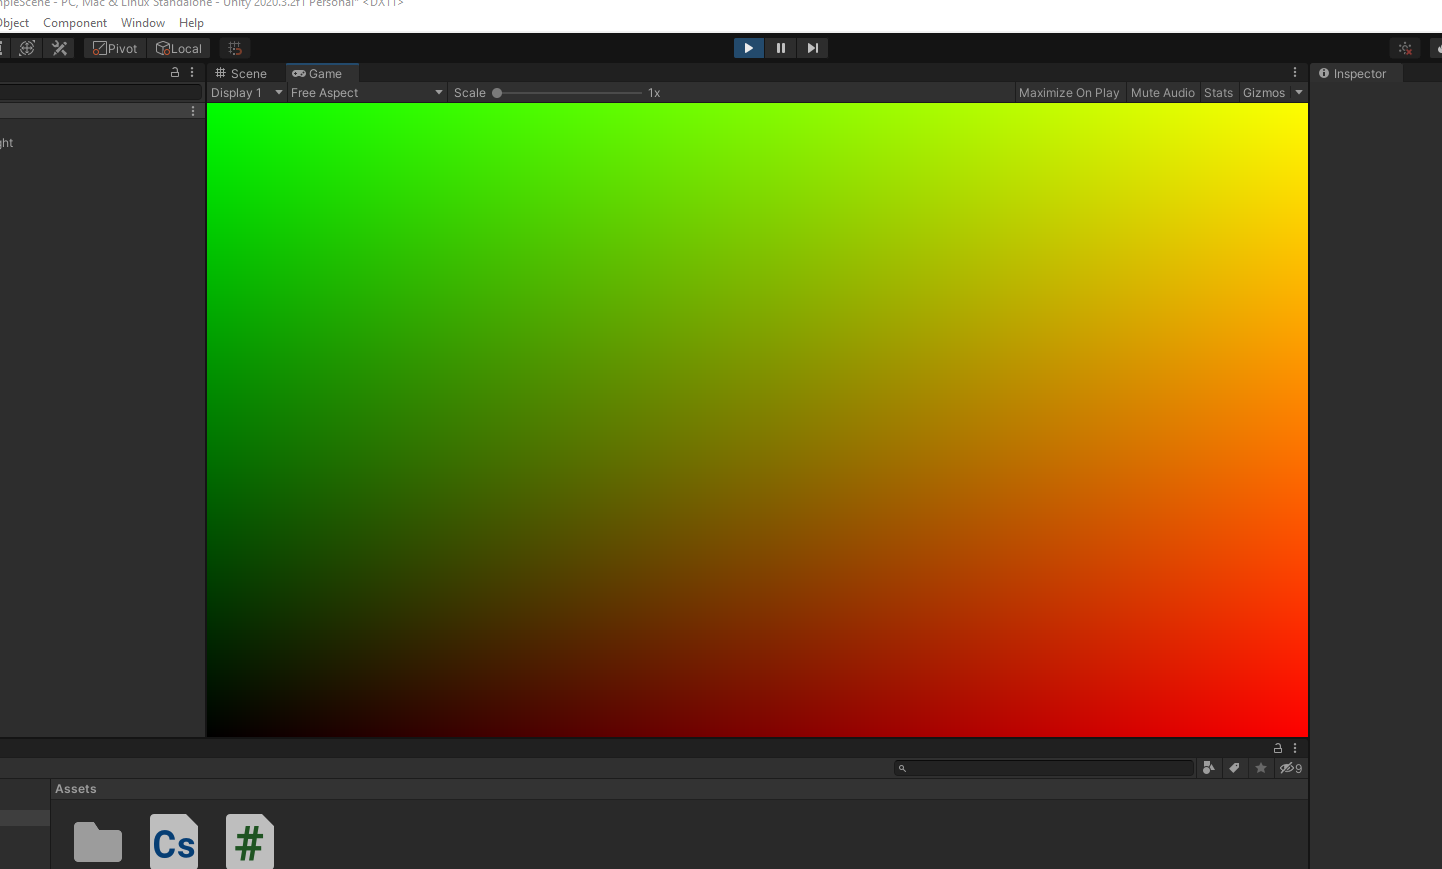 mpleScene - PC, Mac & Linux Standalone - Unity 2020.3.2f1 Personal* <DX11>
Object Component Window Help
Pivot Local
Scene Game Inspector
Display 1 Free Aspect Scale 1x Maximize On Play Mute Audio Stats Gizmos
ght
9
Assets
Cs #